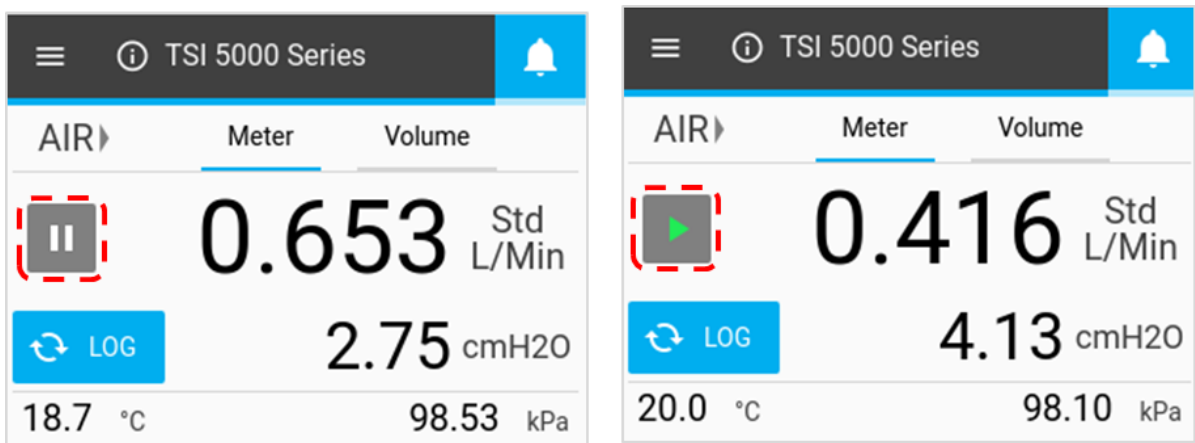 TSI 5000 Series
AIR Meter Volume
0.653 Std L/Min
LOG 2.75 cmH2O
18.7 °C 98.53 kPa
TSI 5000 Series
AIR Meter Volume
0.416 Std L/Min
LOG 4.13 cmH2O
20.0 °C 98.10 kPa